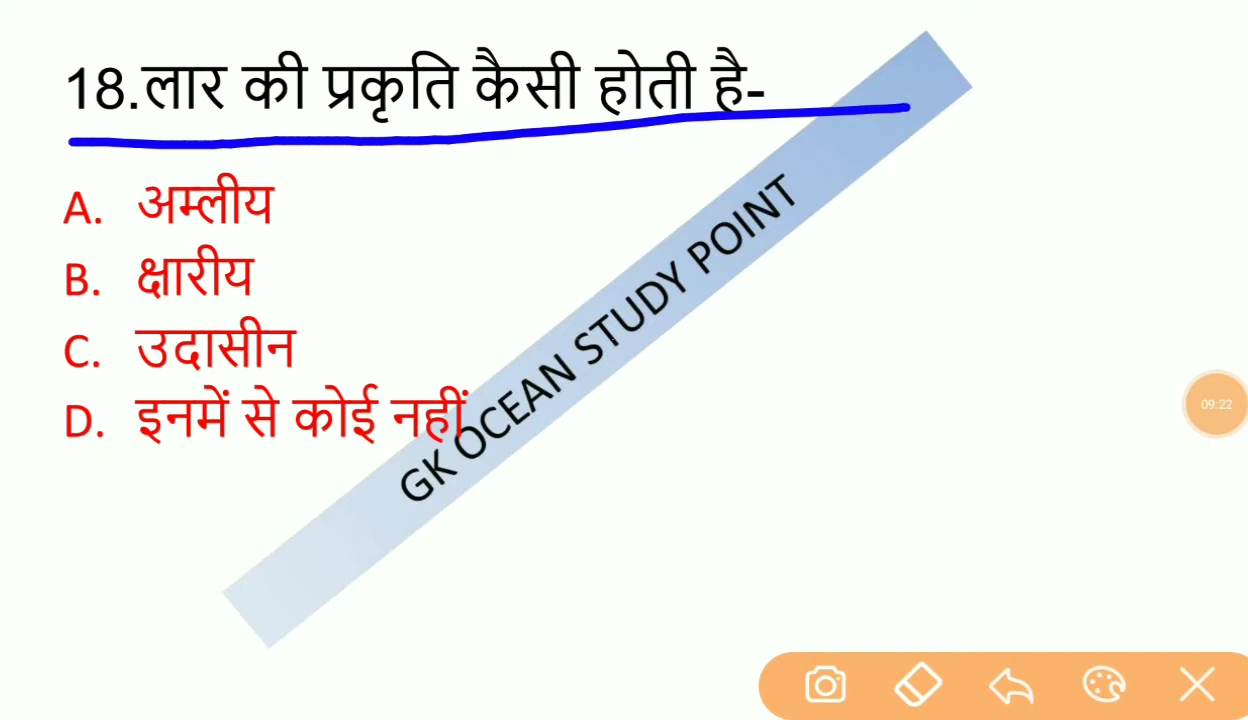 18.लार की प्रकृति कैसी होती है-
A. अम्लीय
B. क्षारीय
C. उदासीन
D. इनमें से कोई नहीं
GK OCEAN STUDY POINT
09:22